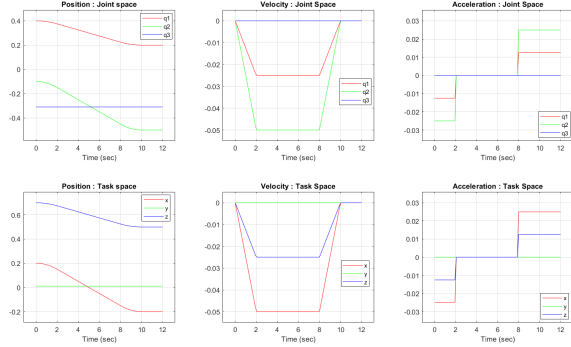 Position : Joint space
Velocity : Joint Space
Acceleration : Joint Space
0.4
0.2
0
-0.2
-0.4
q1
q2
q3
0 2 4 6 8 10 12
Time (sec)
0
-0.01
-0.02
-0.03
-0.04
-0.05
q1
q2
q3
0 2 4 6 8 10 12
Time (sec)
0.03
0.02
0.01
0
-0.01
-0.02
-0.03
q1
q2
q3
0 2 4 6 8 10 12
Time (sec)
Position : Task space
Velocity : Task Space
Acceleration : Task Space
0.6
0.4
0.2
0
-0.2
x
y
z
0 2 4 6 8 10 12
Time (sec)
0
-0.01
-0.02
-0.03
-0.04
-0.05
x
y
z
0 2 4 6 8 10 12
Time (sec)
0.03
0.02
0.01
0
-0.01
-0.02
-0.03
x
y
z
0 2 4 6 8 10 12
Time (sec)